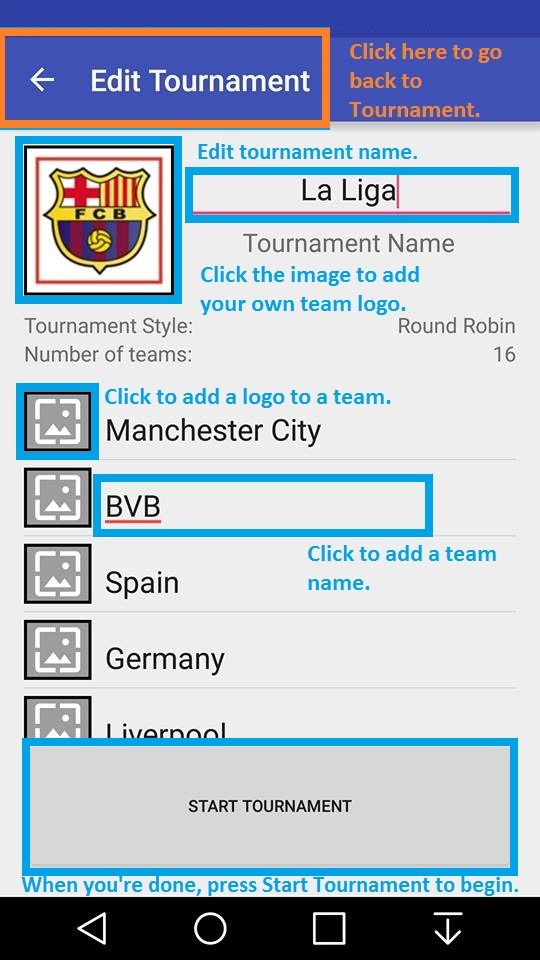 Edit Tournament
Click here to go
back to
Tournament.
Edit tournament name.
FCB
La Liga
Tournament Name
Click the image to add
your own team logo.
Tournament Style: Round Robin
Number of teams: 16
Click to add a logo to a team.
Manchester City
BVB
Click to add a team
name.
Spain
Germany
Liverpool
START TOURNAMENT
When you're done, press Start Tournament to begin.